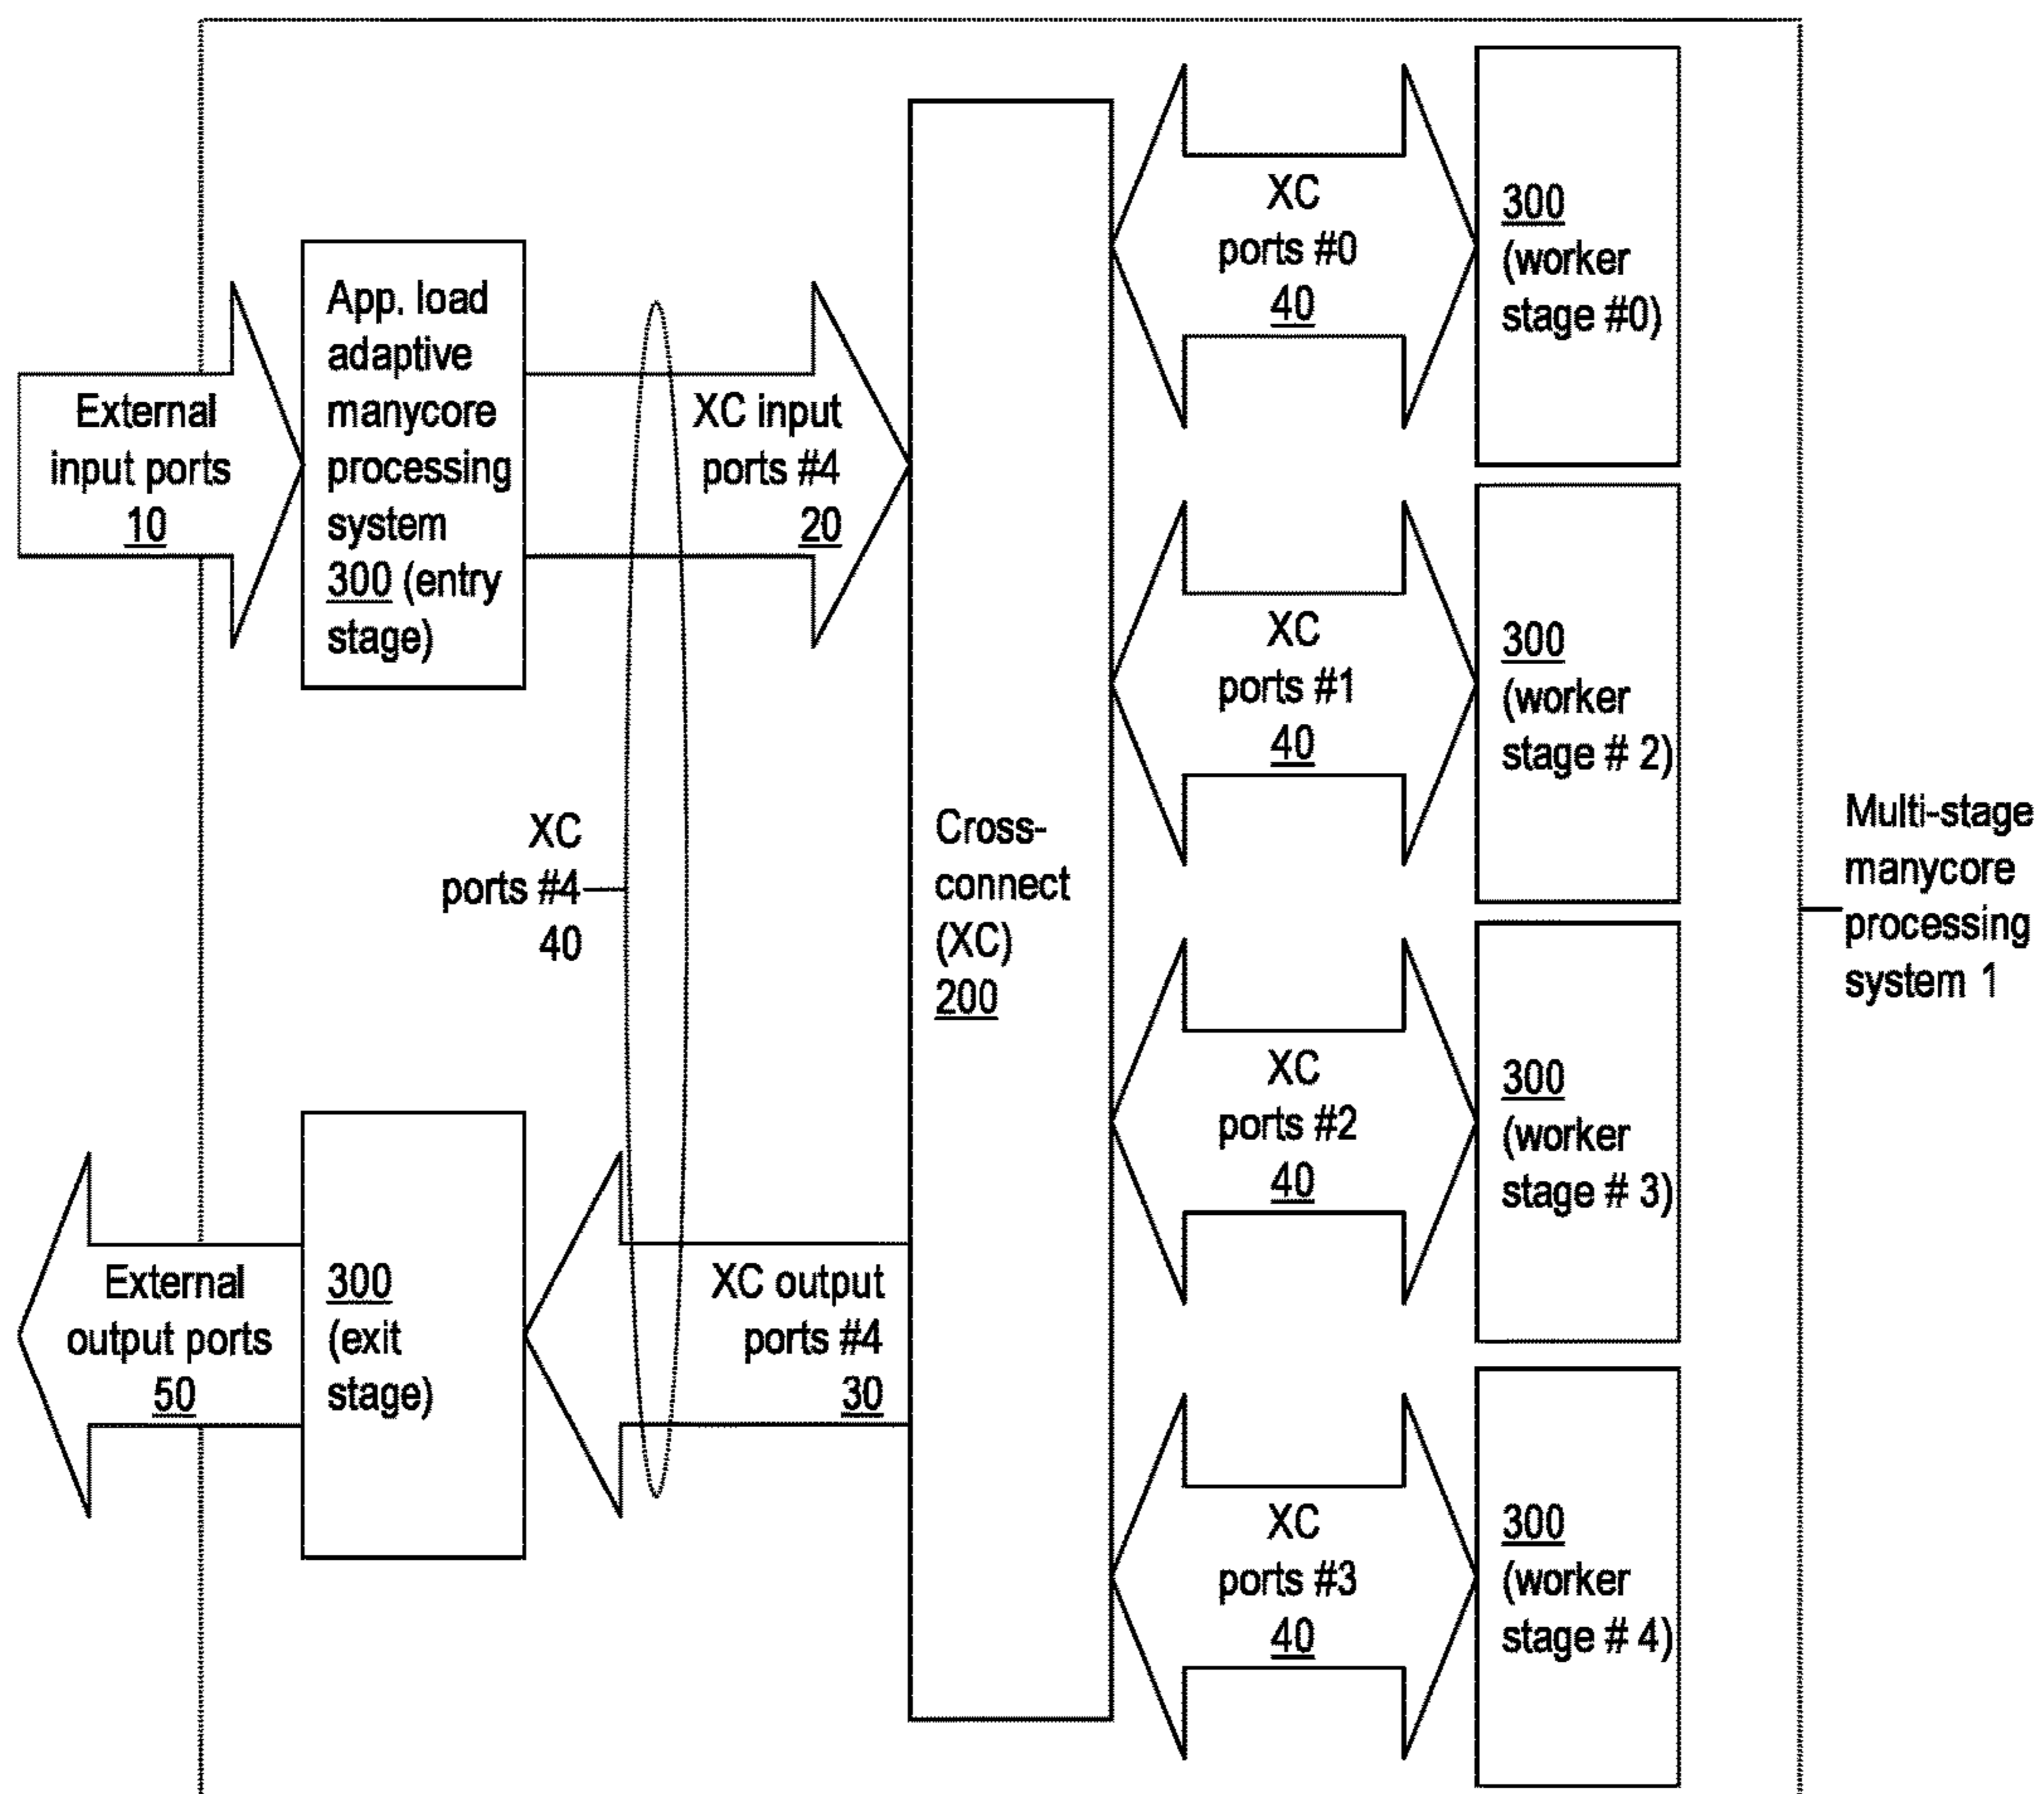 External
input ports
10
App. load
adaptive
manycore
processing
system
300 (entry
stage)
XC input
ports #4
20
XC
ports #4
40
Cross-
connect
(XC)
200
External
output ports
50
300
(exit
stage)
XC output
ports #4
30
XC
ports #0
40
300
(worker
stage #0)
XC
ports #1
40
300
(worker
stage # 2)
XC
ports #2
40
300
(worker
stage # 3)
XC
ports #3
40
300
(worker
stage # 4)
Multi-stage
manycore
processing
system 1